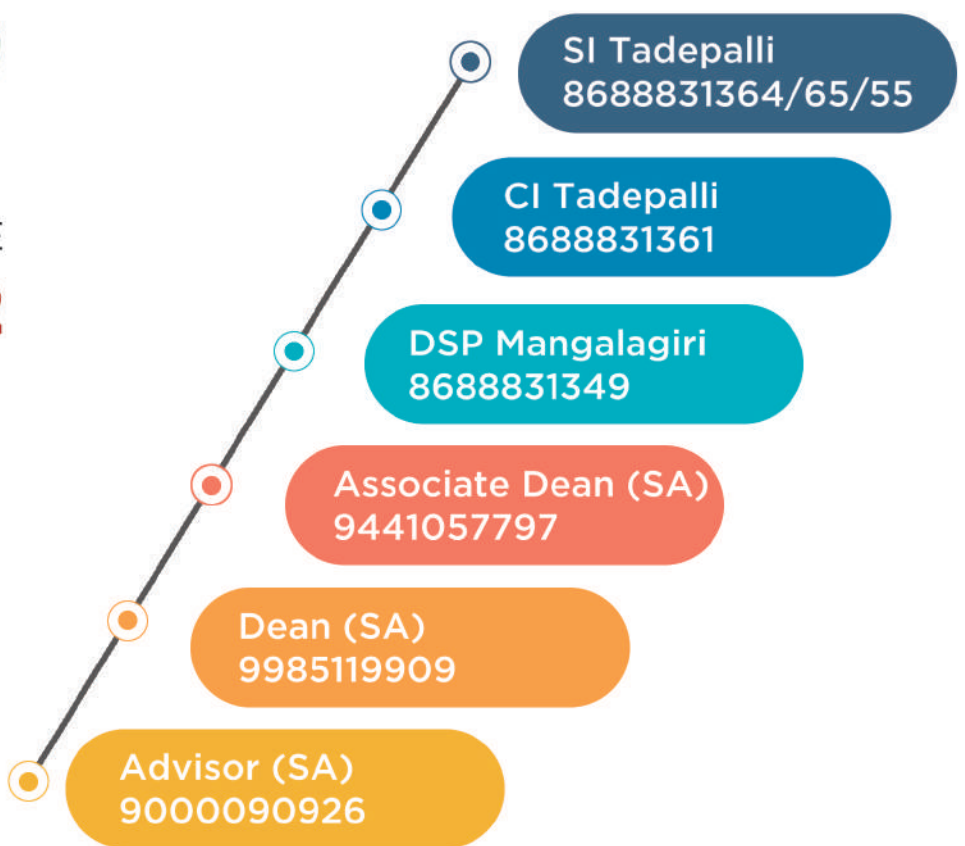 SI Tadepalli
8688831364/65/55
CI Tadepalli
8688831361
DSP Mangalagiri
8688831349
Associate Dean (SA)
9441057797
Dean (SA)
9985119909
Advisor (SA)
9000090926